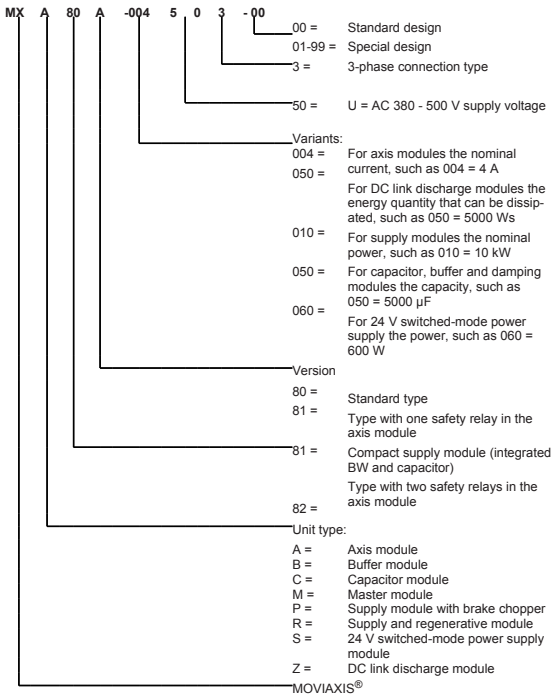 MX A 80 A -004 5 0 3 - 00
00 = Standard design
01-99 = Special design
3 = 3-phase connection type
50 = U = AC 380 - 500 V supply voltage
Variants:
004 = For axis modules the nominal
current, such as 004 = 4 A
050 =
For DC link discharge modules the
energy quantity that can be dissip-
ated, such as 050 = 5000 Ws
010 =
For supply modules the nominal
power, such as 010 = 10 kW
050 = For capacitor, buffer and damping
modules the capacity, such as
050 = 5000 µF
060 =
For 24 V switched-mode power
supply the power, such as 060 =
600 W
Version
80 =
Standard type
81 =
Type with one safety relay in the
axis module
81 = Compact supply module (integrated
BW and capacitor)
Type with two safety relays in the
axis module
82 =
Unit type:
A = Axis module
B = Buffer module
C = Capacitor module
M = Master module
P = Supply module with brake chopper
R = Supply and regenerative module
S = 24 V switched-mode power supply
module
Z = DC link discharge module
MOVIAXIS®